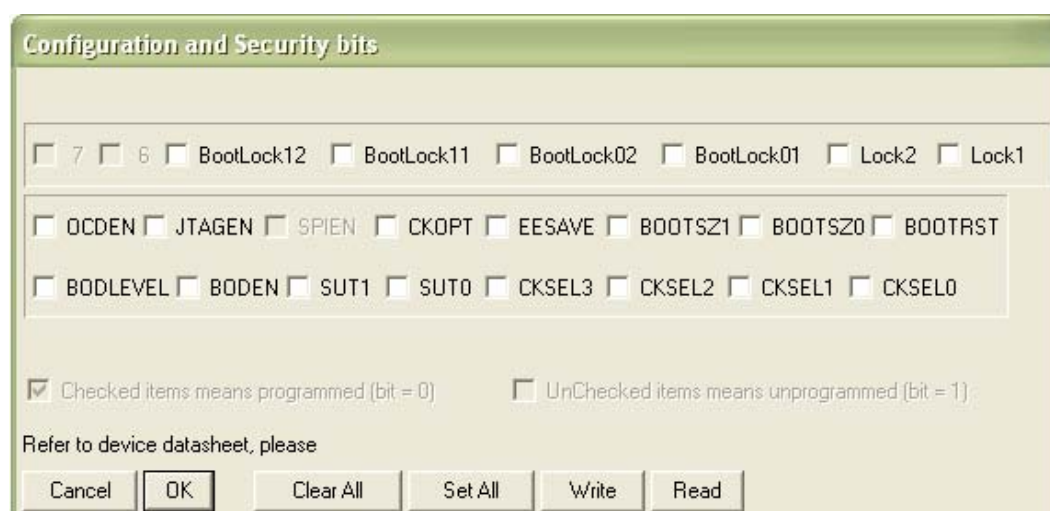 Configuration and Security bits
7 6 BootLock12 BootLock11 BootLock02 BootLock01 Lock2 Lock1
OCDEN JTAGEN SPIEN CKOPT EESAVE BOOTSZ1 BOOTSZ0 BOOTRST
BODLEVEL BODEN SUT1 SUT0 CKSEL3 CKSEL2 CKSEL1 CKSEL0
Checked items means programmed (bit = 0) UnChecked items means unprogrammed (bit = 1)
Refer to device datasheet, please
Cancel OK Clear All Set All Write Read